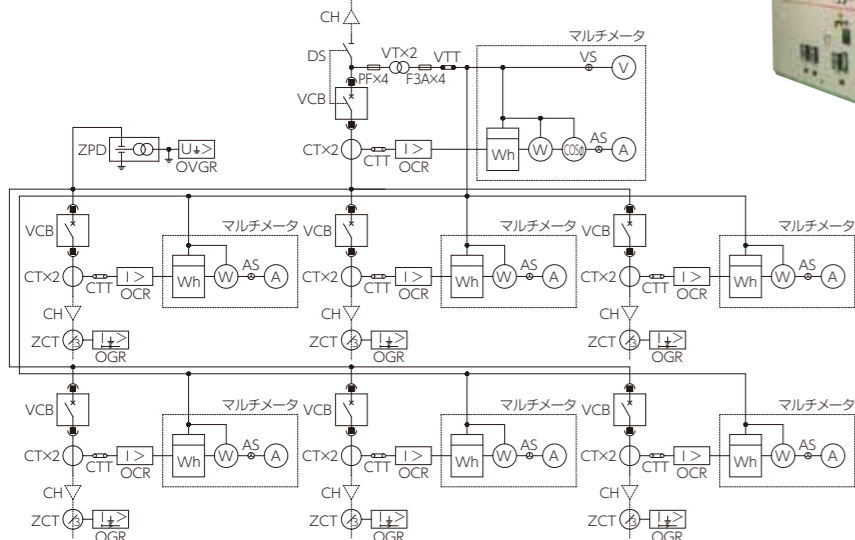 CH
マルチメータ
DS
VT×2
VTT
VS
V
PF×4
F3A×4
VCB
ZPD
U⏚>
OVGR
CT×2
CTT
I>
OCR
Wh
W
COSφ
AS
A
マルチメータ
マルチメータ
マルチメータ
VCB
VCB
VCB
CT×2
CTT
I>
OCR
Wh
W
AS
A
CT×2
CTT
I>
OCR
Wh
W
AS
A
CT×2
CTT
I>
OCR
Wh
W
AS
A
CH
CH
CH
ZCT
3
I⏚>
OGR
ZCT
3
I⏚>
OGR
ZCT
3
I⏚>
OGR
マルチメータ
マルチメータ
マルチメータ
VCB
VCB
VCB
CT×2
CTT
I>
OCR
Wh
W
AS
A
CT×2
CTT
I>
OCR
Wh
W
AS
A
CT×2
CTT
I>
OCR
Wh
W
AS
A
CH
CH
CH
ZCT
3
I⏚>
OGR
ZCT
3
I⏚>
OGR
ZCT
3
I⏚>
OGR